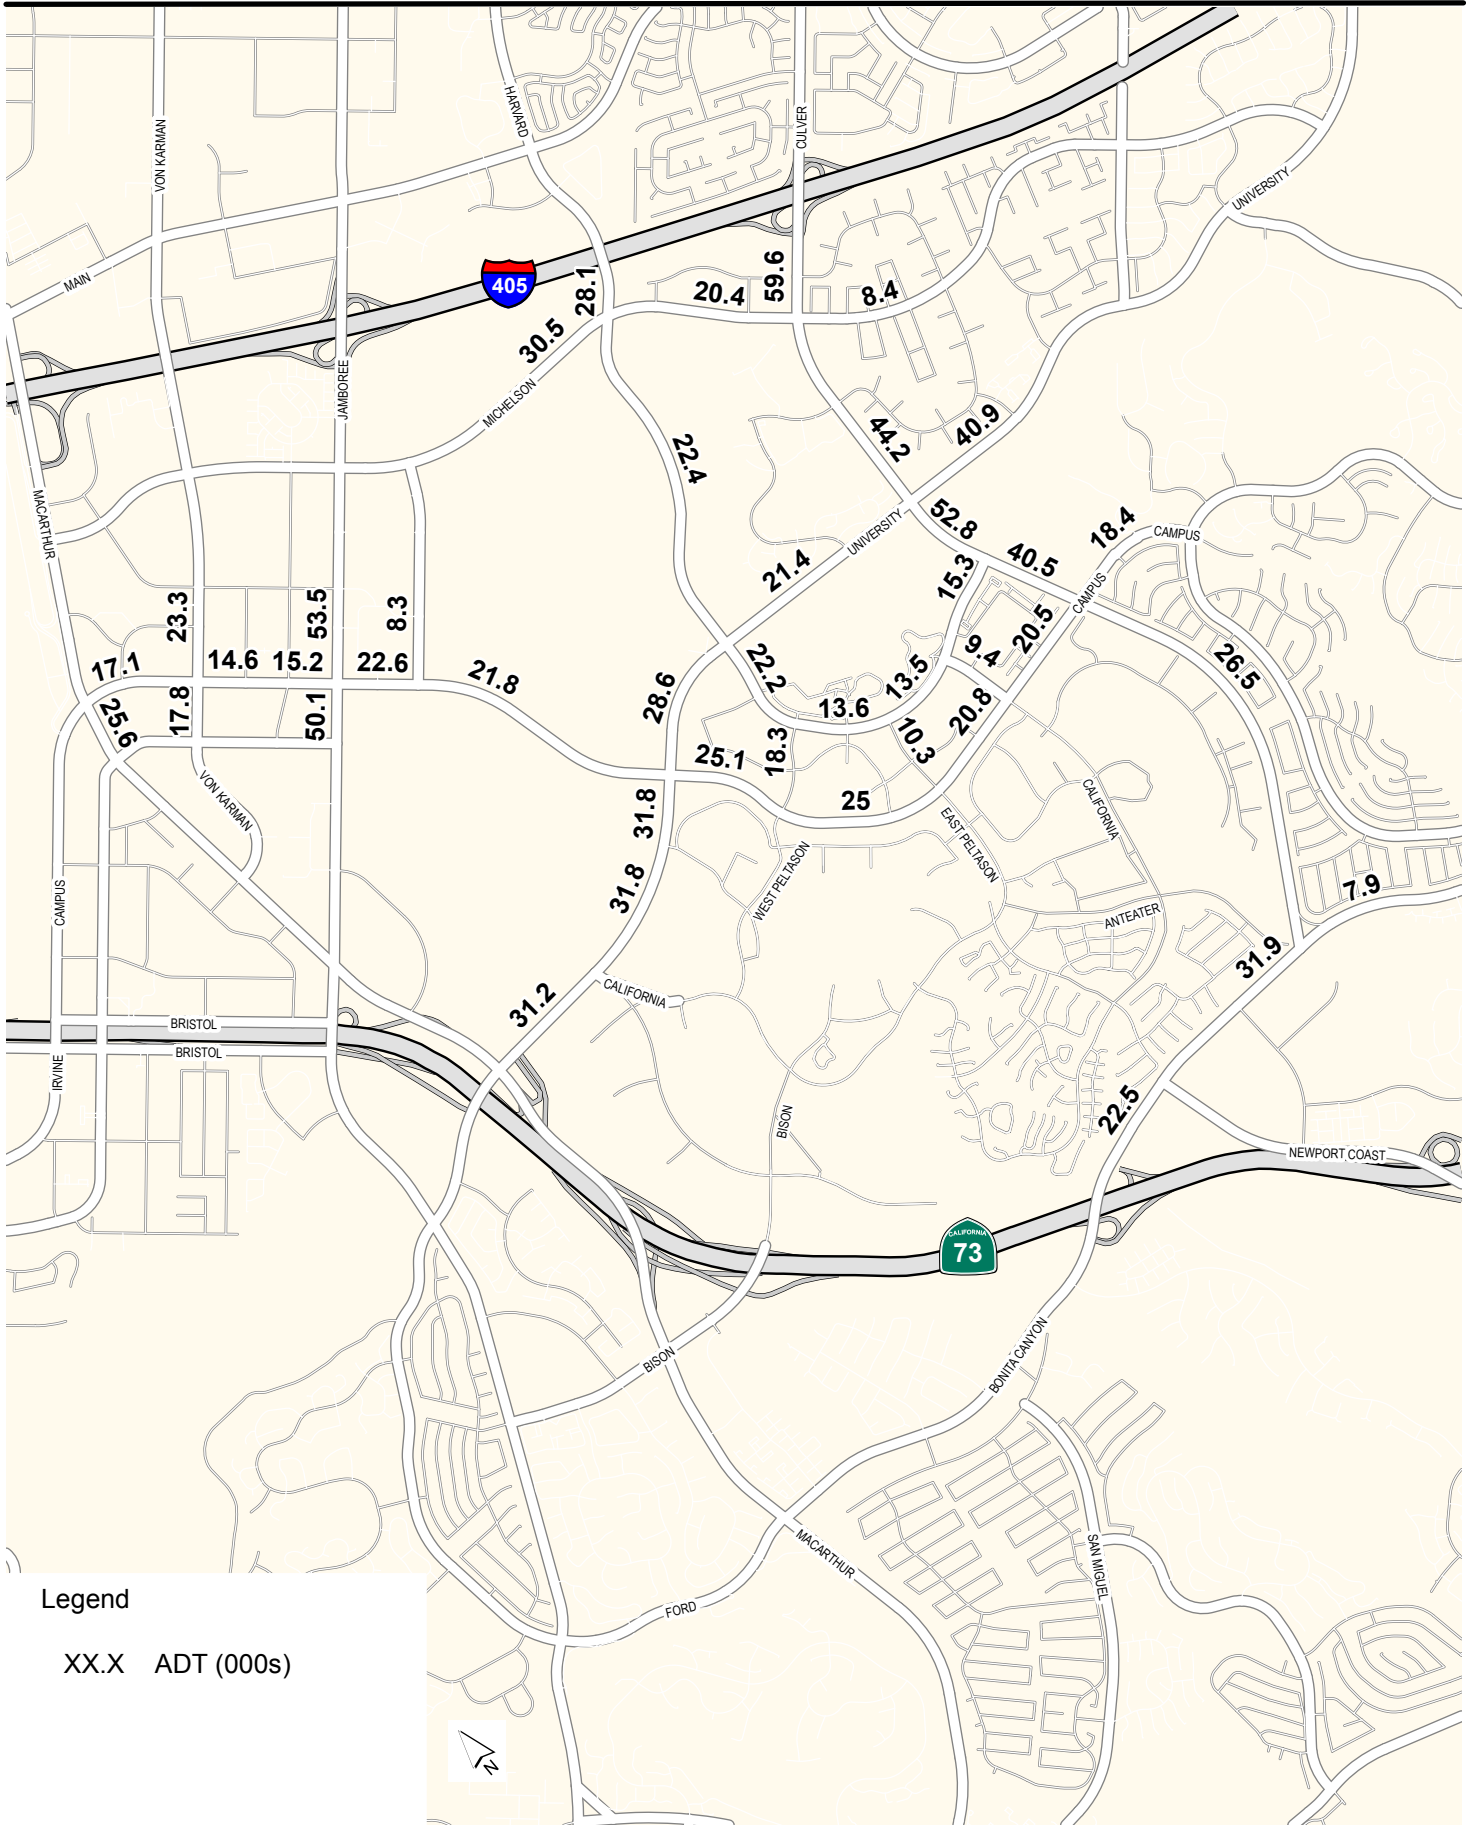 HARVARD
VON KARMAN
CULVER
UNIVERSITY
MAIN
405
28.1
20.4
59.6
8.4
30.5
JAMBOREE
MICHELSON
44.2
40.9
22.4
MACARTHUR
UNIVERSITY
52.8
18.4
CAMPUS
21.4
15.3
40.5
CAMPUS
23.3
53.5
8.3
20.5
17.1
14.6
15.2
22.6
21.8
22.2
9.4
26.5
25.6
17.8
50.1
28.6
13.5
13.6
20.8
18.3
10.3
25.1
VON KARMAN
31.8
25
CALIFORNIA
EAST PELTASON
31.8
WEST PELTASON
CAMPUS
7.9
ANTEATER
31.9
CALIFORNIA
31.2
BRISTOL
BRISTOL
IRVINE
BISON
22.5
NEWPORT COAST
CALIFORNIA
73
BISON
BONITA CANYON
MACARTHUR
SAN MIGUEL
FORD
Legend
XX.X ADT (000s)
N